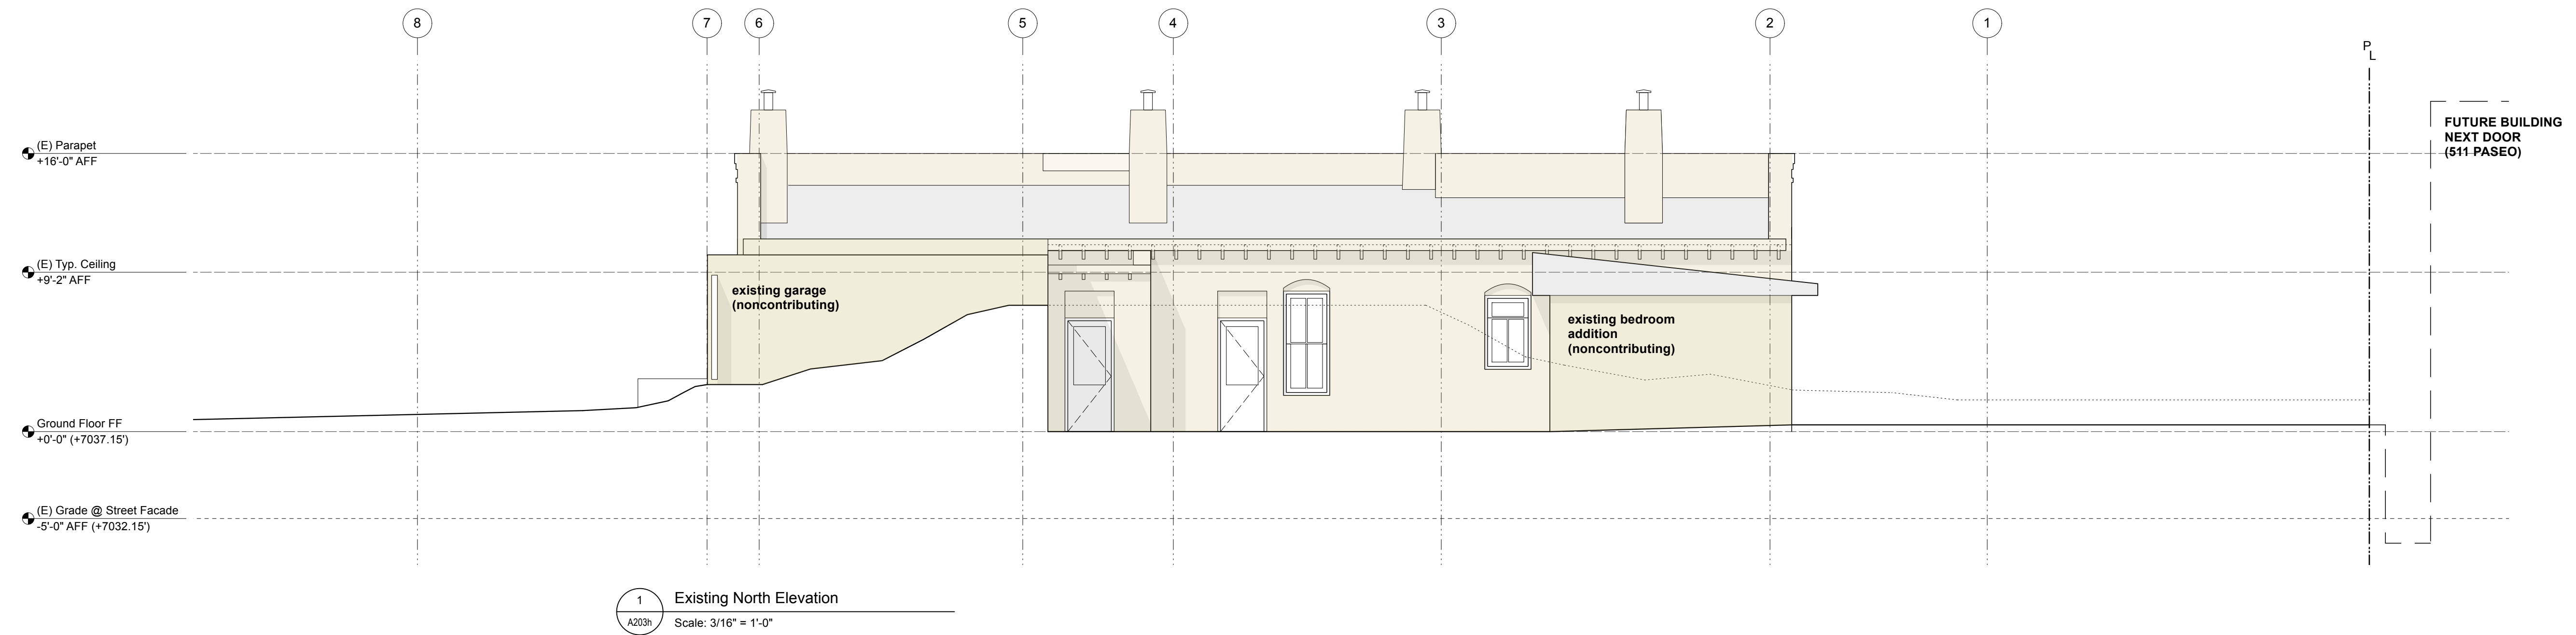 8
7
6
5
4
3
2
1
P
L
FUTURE BUILDING
NEXT DOOR
(511 PASEO)
(E) Parapet
+16'-0" AFF
(E) Typ. Ceiling
+9'-2" AFF
existing garage
(noncontributing)
existing bedroom
addition
(noncontributing)
Ground Floor FF
+0'-0" (+7037.15')
(E) Grade @ Street Facade
-5'-0" AFF (+7032.15')
1
A203h
Existing North Elevation
Scale: 3/16" = 1'-0"